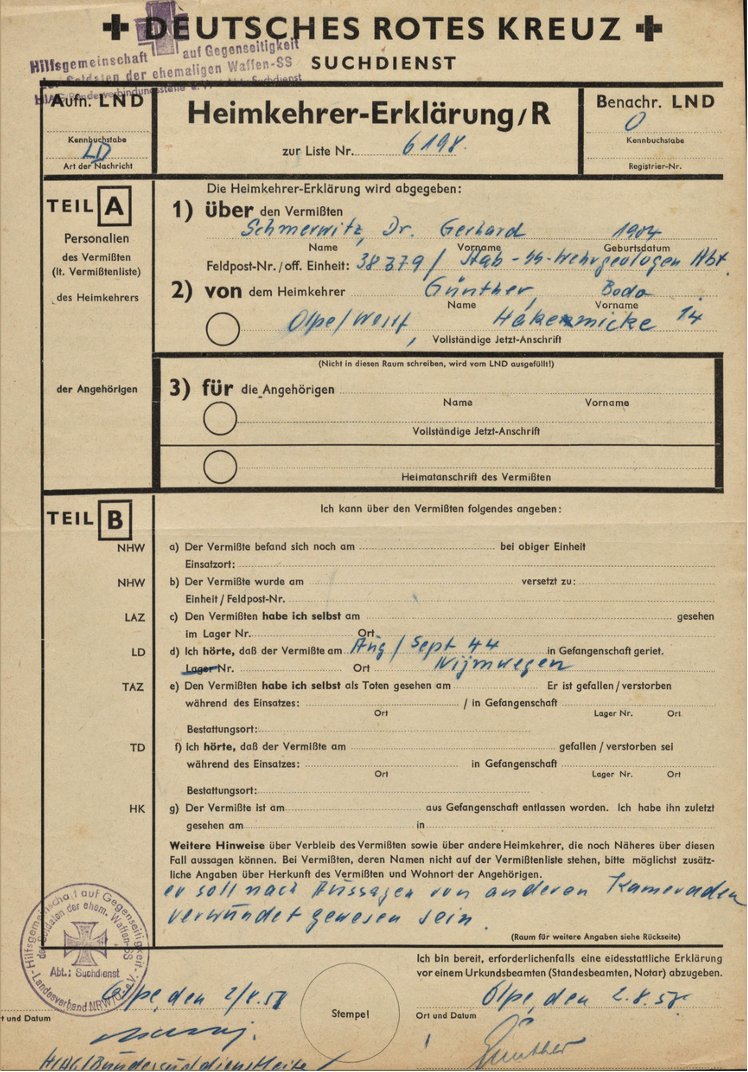 DEUTSCHES ROTES KREUZ
SUCHDIENST
Hilfsgemeinschaft auf Gegenseitigkeit
der Soldaten der ehemaligen Waffen-SS
Aufn. LND
Kennbuchstabe
LD
Art der Nachricht
Heimkehrer-Erklärung/R
zur Liste Nr. 6198.
Benachr. LND
0
Kennbuchstabe
Registrier-Nr.
TEIL A
Personalien
des Vermißten
(lt. Vermißtenliste)
des Heimkehrers
der Angehörigen
Die Heimkehrer-Erklärung wird abgegeben:
1) über den Vermißten
Schmerwitz, Dr. Gerhard 1904
Name Vorname Geburtsdatum
Feldpost-Nr./off. Einheit: 38379 / Stab-SS-Wehrgeologen Abt.
2) von dem Heimkehrer Günther, Bodo
Name Vorname
Olpe/Westf, Hakemicke 14
Vollständige Jetzt-Anschrift
(Nicht in diesen Raum schreiben, wird vom LND ausgefüllt!)
3) für die Angehörigen
Name Vorname
Vollständige Jetzt-Anschrift
Heimatanschrift des Vermißten
TEIL B
Ich kann über den Vermißten folgendes angeben:
NHW a) Der Vermißte befand sich noch am bei obiger Einheit
Einsatzort:
NHW b) Der Vermißte wurde am versetzt zu:
Einheit / Feldpost-Nr.
LAZ c) Den Vermißten habe ich selbst am gesehen
im Lager Nr. Ort
LD d) Ich hörte, daß der Vermißte am Aug/Sept 44 in Gefangenschaft geriet.
Lager Nr. Ort Nijmwegen
TAZ e) Den Vermißten habe ich selbst als Toten gesehen am Er ist gefallen/verstorben
während des Einsatzes: / in Gefangenschaft
Ort Lager Nr. Ort
Bestattungsort:
TD f) Ich hörte, daß der Vermißte am gefallen / verstorben sei
während des Einsatzes: in Gefangenschaft
Ort Lager Nr. Ort
Bestattungsort:
HK g) Der Vermißte ist am aus Gefangenschaft entlassen worden. Ich habe ihn zuletzt
gesehen am in
Weitere Hinweise über Verbleib des Vermißten sowie über andere Heimkehrer, die noch Näheres über diesen
Fall aussagen können. Bei Vermißten, deren Namen nicht auf der Vermißtenliste stehen, bitte möglichst zusätz-
liche Angaben über Herkunft des Vermißten und Wohnort der Angehörigen.
er soll nach Aussagen von anderen Kameraden
verwundet gewesen sein.
(Raum für weitere Angaben siehe Rückseite)
Hilfsgemeinschaft auf Gegenseitigkeit
der Soldaten der ehem. Waffen-SS
Abt.: Suchdienst
Landesverband NRW
Ich bin bereit, erforderlichenfalls eine eidesstattliche Erklärung
vor einem Urkundsbeamten (Standesbeamten, Notar) abzugeben.
Olpe, den 2/8.58
t und Datum
Stempel
Olpe, den 2.8.58
Ort und Datum
Günther